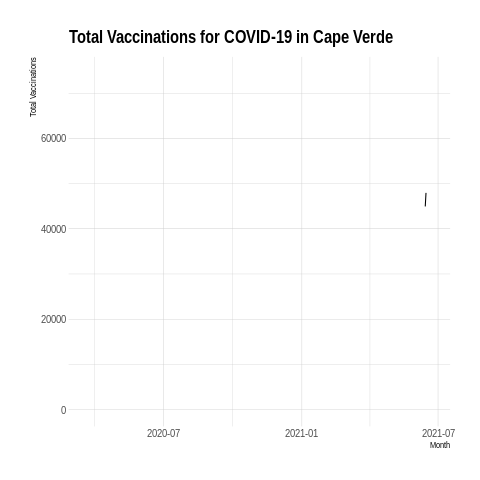 Total Vaccinations for COVID-19 in Cape Verde
Total Vaccinations
60000
40000
20000
0
2020-07
2021-01
2021-07
Month